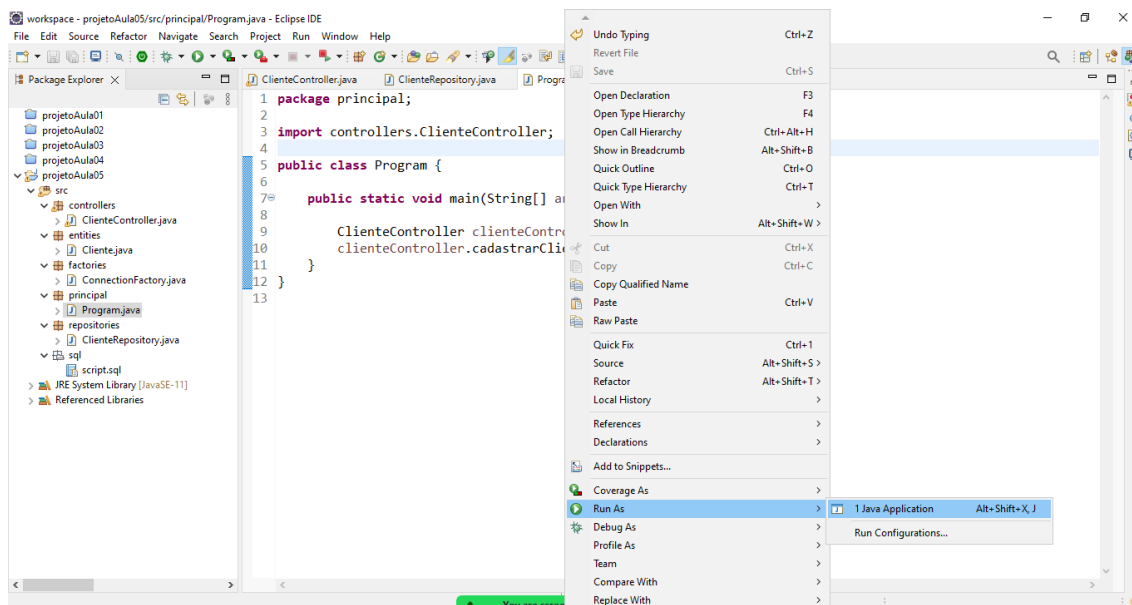 workspace - projetoAula05/src/principal/Program.java - Eclipse IDE
File Edit Source Refactor Navigate Search Project Run Window Help
Package Explorer
projetoAula01
projetoAula02
projetoAula03
projetoAula04
projetoAula05
src
controllers
ClienteController.java
entities
Cliente.java
factories
ConnectionFactory.java
principal
Program.java
repositories
ClienteRepository.java
sql
script.sql
JRE System Library [JavaSE-11]
Referenced Libraries
ClienteController.java ClienteRepository.java Progra
1 package principal;
2
3 import controllers.ClienteController;
4
5 public class Program {
6
7 public static void main(String[] a
8
9 ClienteController clienteContro
10 clienteController.cadastrarClie
11 }
12 }
13
Undo Typing Ctrl+Z
Revert File
Save Ctrl+S
Open Declaration F3
Open Type Hierarchy F4
Open Call Hierarchy Ctrl+Alt+H
Show in Breadcrumb Alt+Shift+B
Quick Outline Ctrl+O
Quick Type Hierarchy Ctrl+T
Open With >
Show In Alt+Shift+W >
Cut Ctrl+X
Copy Ctrl+C
Copy Qualified Name
Paste Ctrl+V
Raw Paste
Quick Fix Ctrl+1
Source Alt+Shift+S >
Refactor Alt+Shift+T >
Local History >
References >
Declarations >
Add to Snippets...
Coverage As >
Run As >
Debug As >
Profile As >
Team >
Compare With >
Replace With >
1 Java Application Alt+Shift+X, J
Run Configurations...